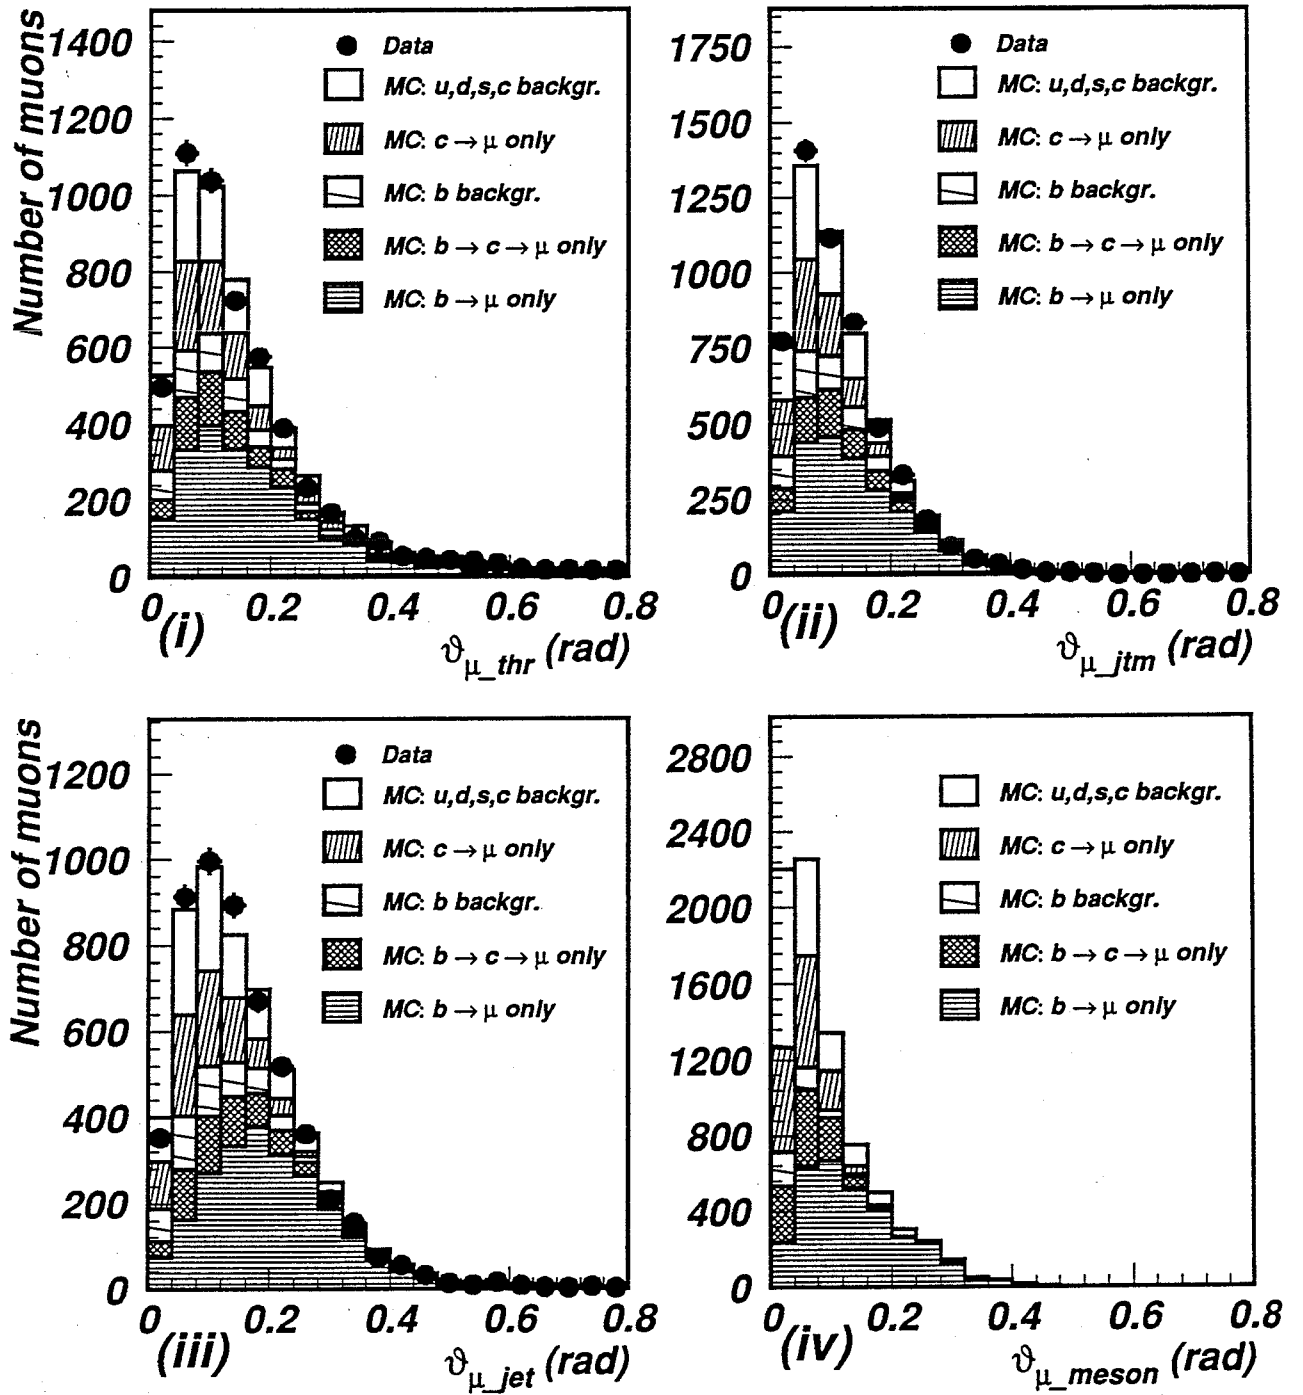 Number of muons
1400
1200
1000
800
600
400
200
0
Data
MC: u,d,s,c backgr.
MC: c → μ only
MC: b backgr.
MC: b → c → μ only
MC: b → μ only
0 0.2 0.4 0.6 0.8
(i)
ϑμ_thr (rad)
1750
1500
1250
1000
750
500
250
0
Data
MC: u,d,s,c backgr.
MC: c → μ only
MC: b backgr.
MC: b → c → μ only
MC: b → μ only
0 0.2 0.4 0.6 0.8
(ii)
ϑμ_jtm (rad)
Number of muons
1200
1000
800
600
400
200
0
Data
MC: u,d,s,c backgr.
MC: c → μ only
MC: b backgr.
MC: b → c → μ only
MC: b → μ only
0 0.2 0.4 0.6 0.8
(iii)
ϑμ_jet (rad)
2800
2400
2000
1600
1200
800
400
0
MC: u,d,s,c backgr.
MC: c → μ only
MC: b backgr.
MC: b → c → μ only
MC: b → μ only
0 0.2 0.4 0.6 0.8
(iv)
ϑμ_meson (rad)